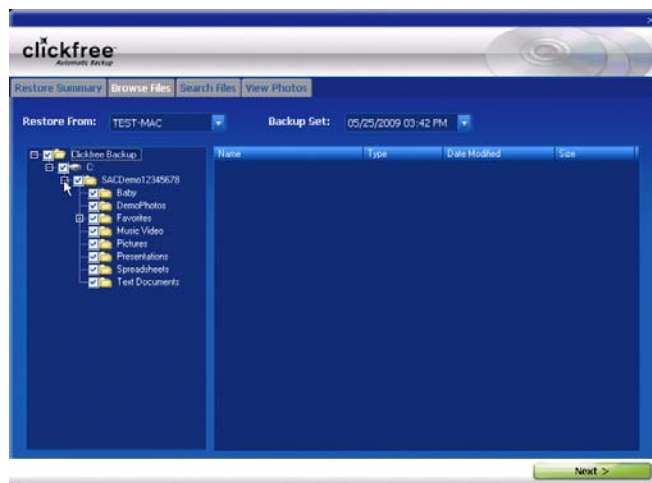 clickfree
Automatic Backup
Restore Summary Browse Files Search Files View Photos
Restore From: TEST-MAC Backup Set: 05/25/2009 03:42 PM
Name Type Date Modified Size
Clickfree Backup
C:
SACDemo12345678
Baby
DemoPhotos
Favorites
Music Video
Pictures
Presentations
Spreadsheets
Text Documents
Next >